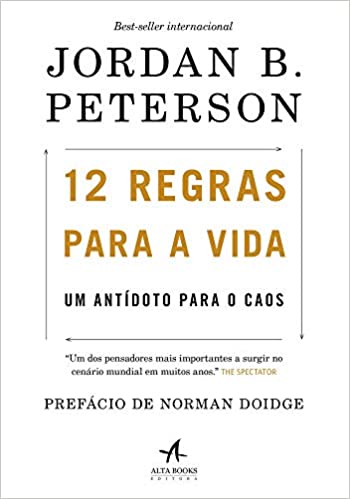 Best-seller internacional
JORDAN B.
PETERSON
12 REGRAS
PARA A VIDA
UM ANTÍDOTO PARA O CAOS
“Um dos pensadores mais importantes a surgir no
cenário mundial em muitos anos.” THE SPECTATOR
PREFÁCIO DE NORMAN DOIDGE
ALTA BOOKS
EDITORA